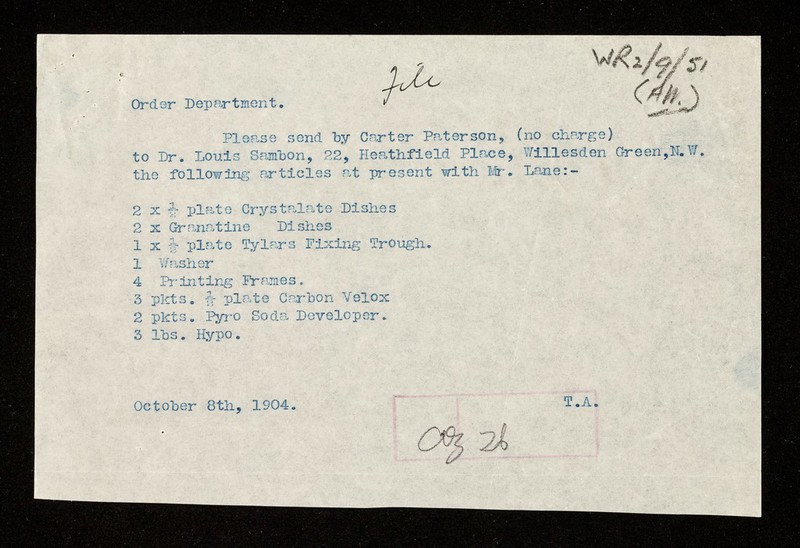 WR2/9/51
File
(AW.)
Order Department.
Please send by Carter Paterson, (no charge)
to Dr. Louis Sambon, 22, Heathfield Place, Willesden Green,N.W.
the following articles at present with Mr. Lane:-
2 x ½ plate Crystalate Dishes
2 x Granatine Dishes
1 x ½ plate Tylars Fixing Trough.
1 Washer
4 Printing Frames.
3 pkts. ½ plate Carbon Velox
2 pkts. Pyro Soda Developer.
3 lbs. Hypo.
October 8th, 1904.
T.A.
26